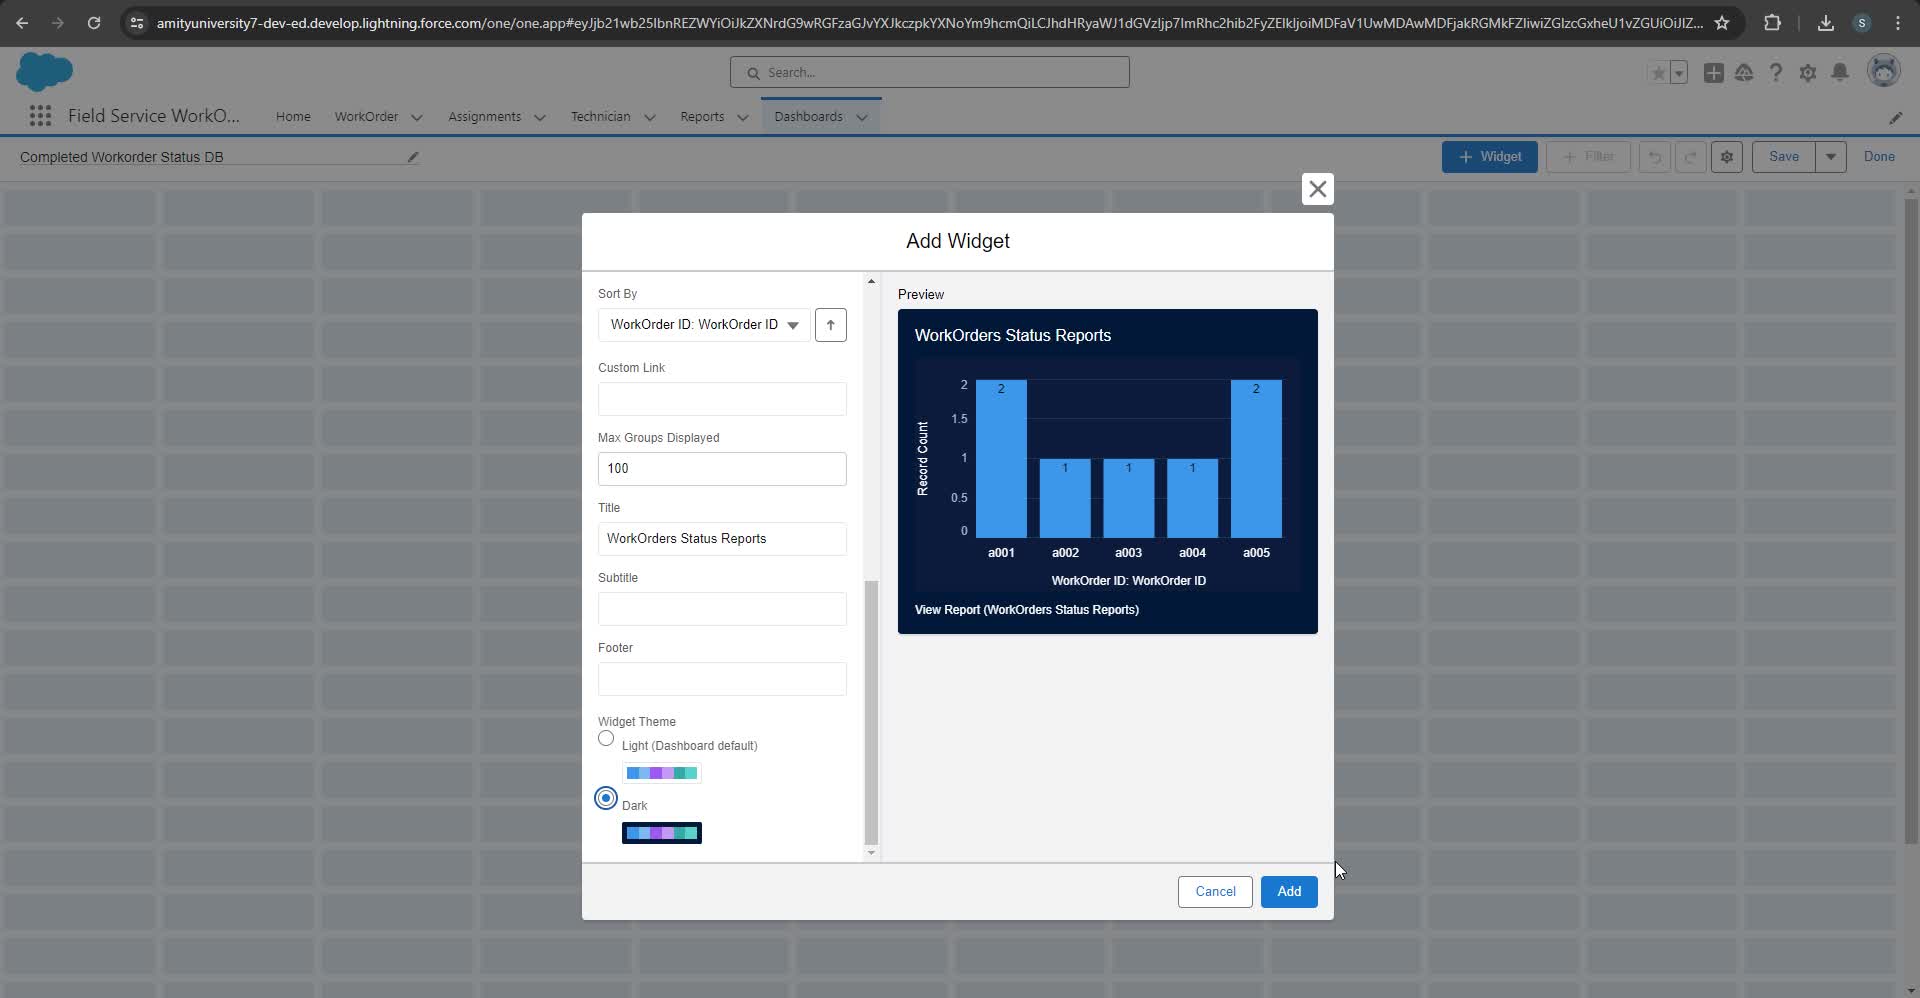 amityuniversity7-dev-ed.develop.lightning.force.com/one/one.app#eyJjb21wb25lbnREZWYiOiJkZXNrdG9wRGFzaGJvYXJkczpkYXNoYm9hcmQiLCJhdHRyaWJ1dGVzIjp7ImRhc2hib2FyZElkIjoiMDFaV1UwMDAwMDFjakRGMkFZIiwiZGlzcGxheU1vZGUiOiJIZ...
S
Search...
Field Service WorkO...
Home
WorkOrder
Assignments
Technician
Reports
Dashboards
Completed Workorder Status DB
+ Widget
+ Filter
Save
Done
Add Widget
Sort By
WorkOrder ID: WorkOrder ID
Custom Link
Max Groups Displayed
100
Title
WorkOrders Status Reports
Subtitle
Footer
Widget Theme
Light (Dashboard default)
Dark
Preview
WorkOrders Status Reports
Record Count
2
1.5
1
0.5
0
2
1
1
1
2
a001
a002
a003
a004
a005
WorkOrder ID: WorkOrder ID
View Report (WorkOrders Status Reports)
Cancel
Add